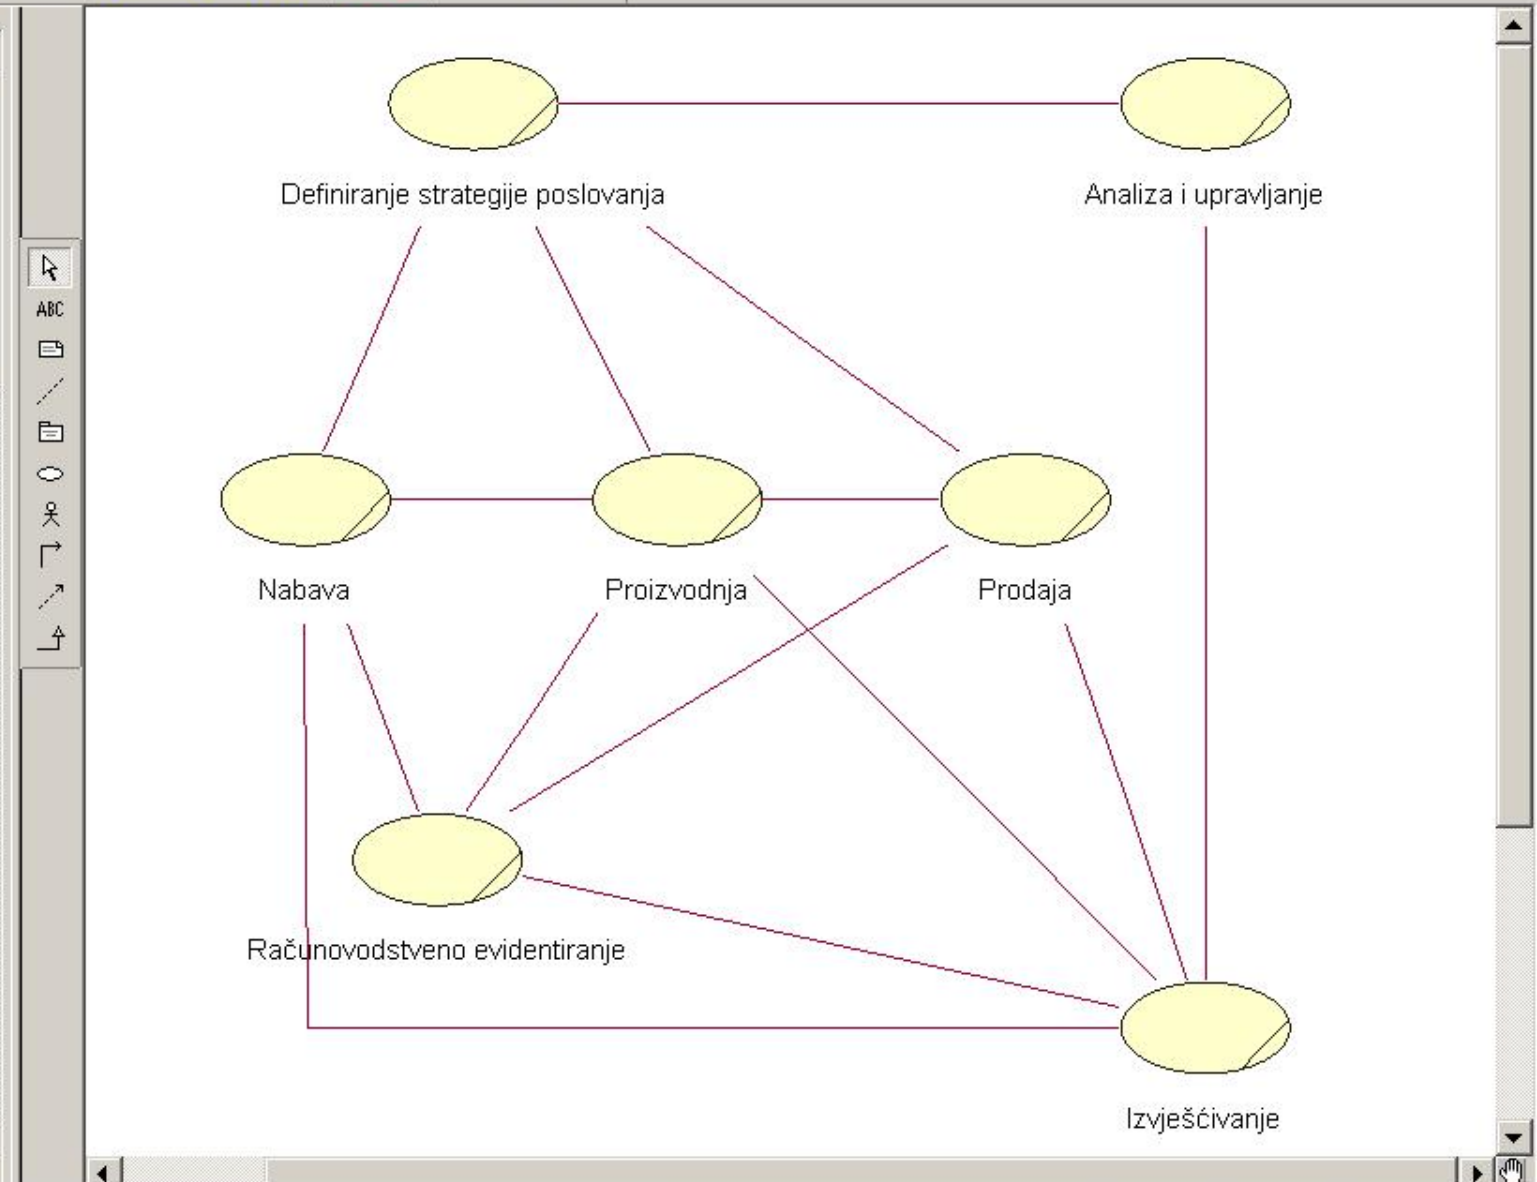 Definiranje strategije poslovanja
Analiza i upravljanje
ABC
Nabava
Proizvodnja
Prodaja
Računovodstveno evidentiranje
Izvješćivanje